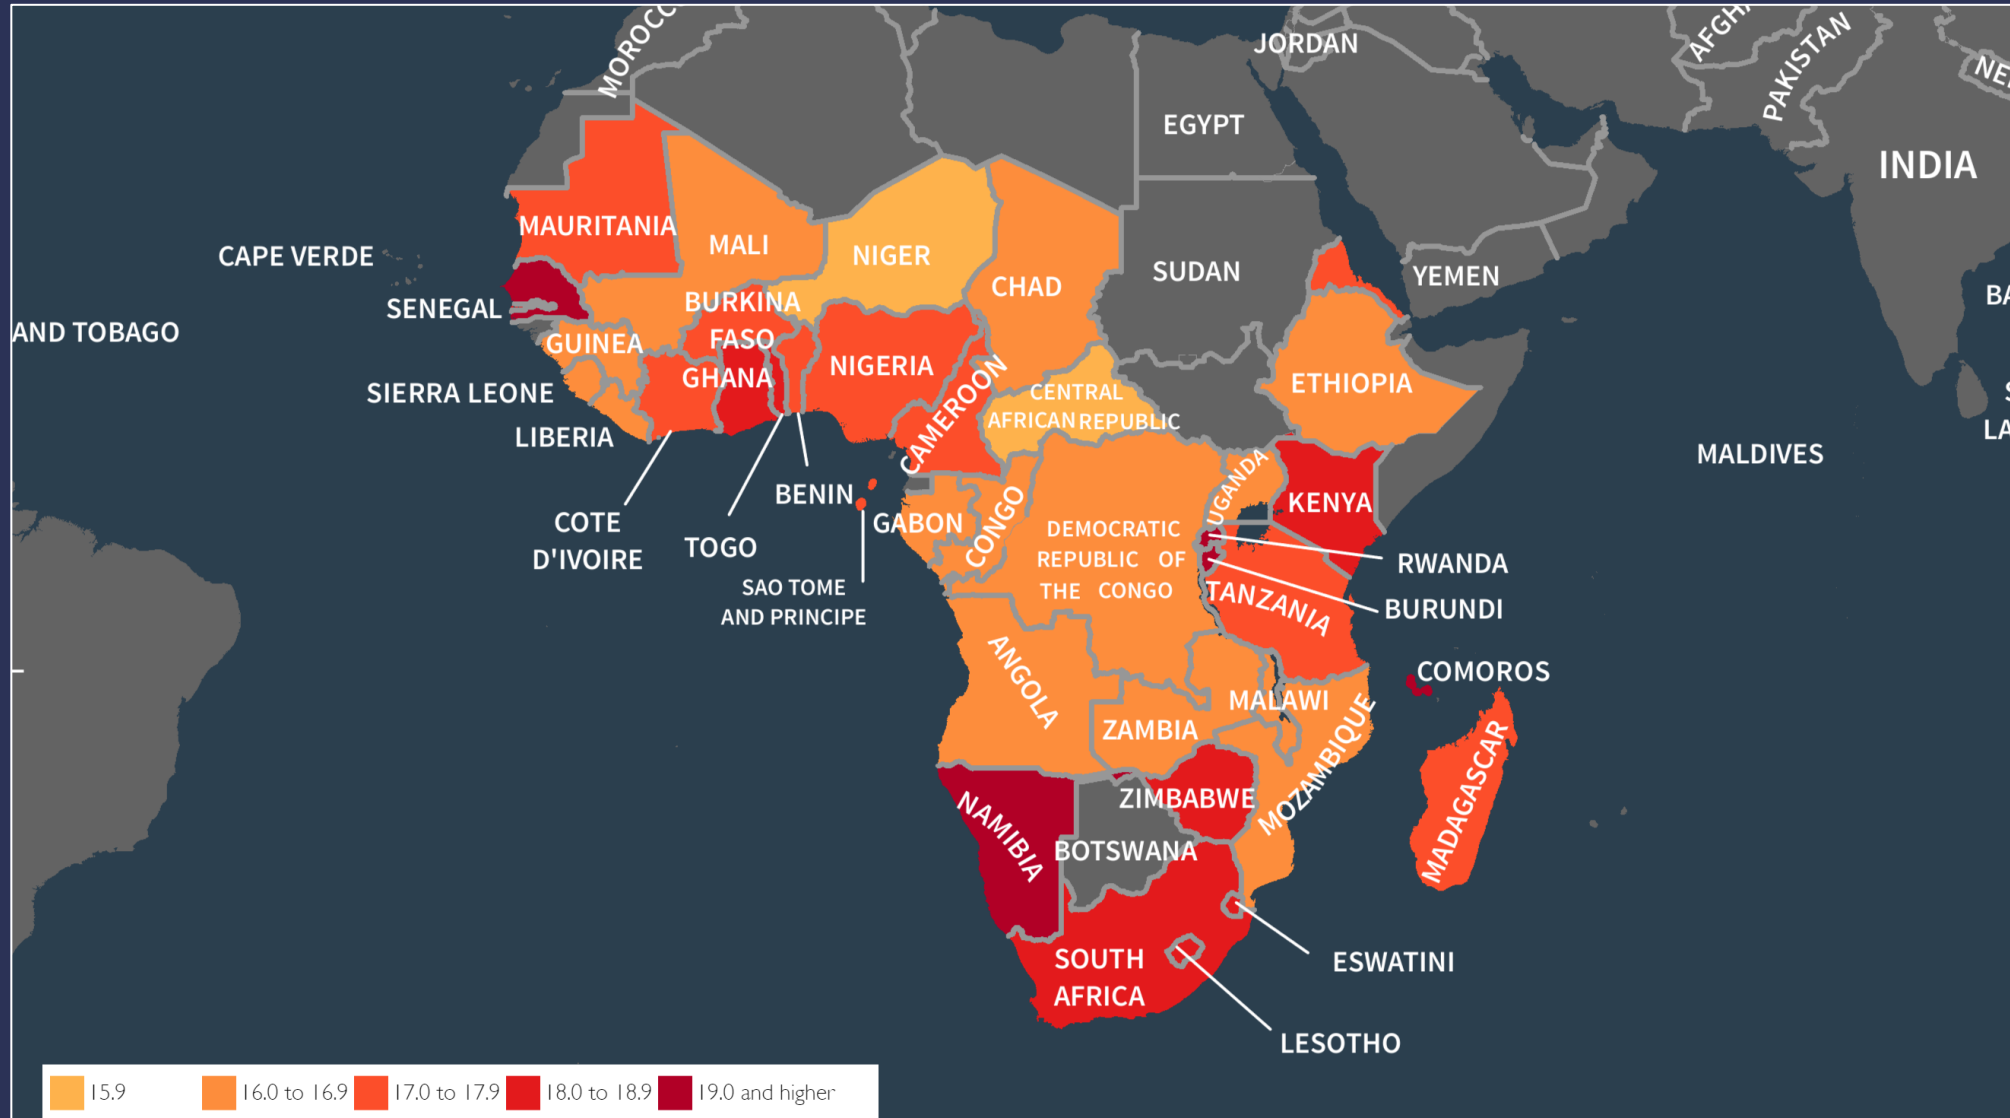 MOROCC
JORDAN
AFGHA
PAKISTAN
NE
EGYPT
INDIA
MAURITANIA
MALI
NIGER
CHAD
SUDAN
YEMEN
CAPE VERDE
SENEGAL
BA
AND TOBAGO
BURKINA
FASO
GUINEA
GHANA
NIGERIA
CAMEROON
CENTRAL
AFRICAN REPUBLIC
ETHIOPIA
SIERRA LEONE
LIBERIA
S
LA
MALDIVES
BENIN
TOGO
COTE
D'IVOIRE
SAO TOME
AND PRINCIPE
GABON
CONGO
DEMOCRATIC
REPUBLIC OF
THE CONGO
UGANDA
KENYA
RWANDA
BURUNDI
TANZANIA
COMOROS
ANGOLA
ZAMBIA
MALAWI
MOZAMBIQUE
MADAGASCAR
NAMIBIA
ZIMBABWE
BOTSWANA
SOUTH
AFRICA
ESWATINI
LESOTHO
15.9 16.0 to 16.9 17.0 to 17.9 18.0 to 18.9 19.0 and higher